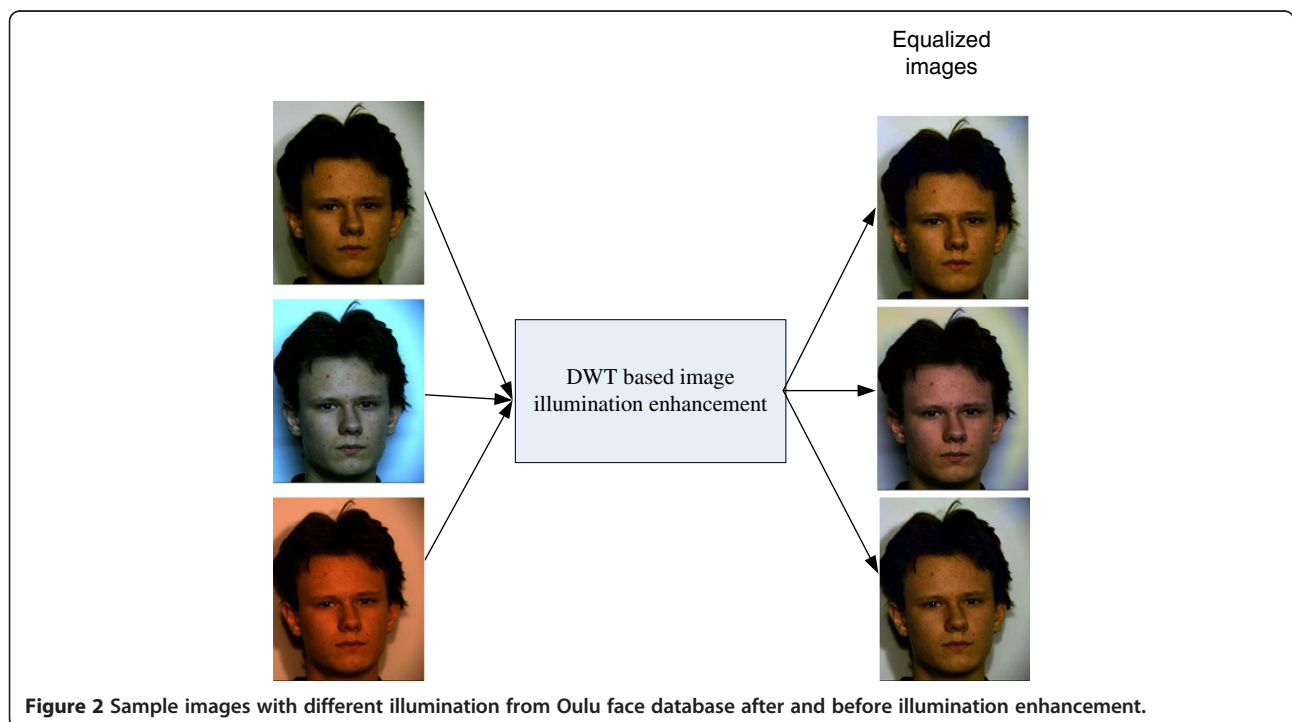 Equalized
images
DWT based image
illumination enhancement
Figure 2 Sample images with different illumination from Oulu face database after and before illumination enhancement.